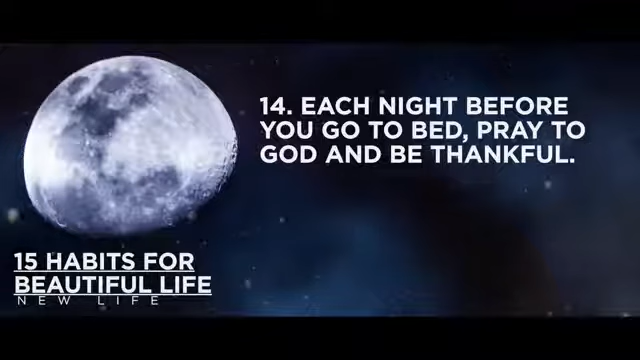 14. EACH NIGHT BEFORE
YOU GO TO BED, PRAY TO
GOD AND BE THANKFUL.
15 HABITS FOR
BEAUTIFUL LIFE
NEW LIFE